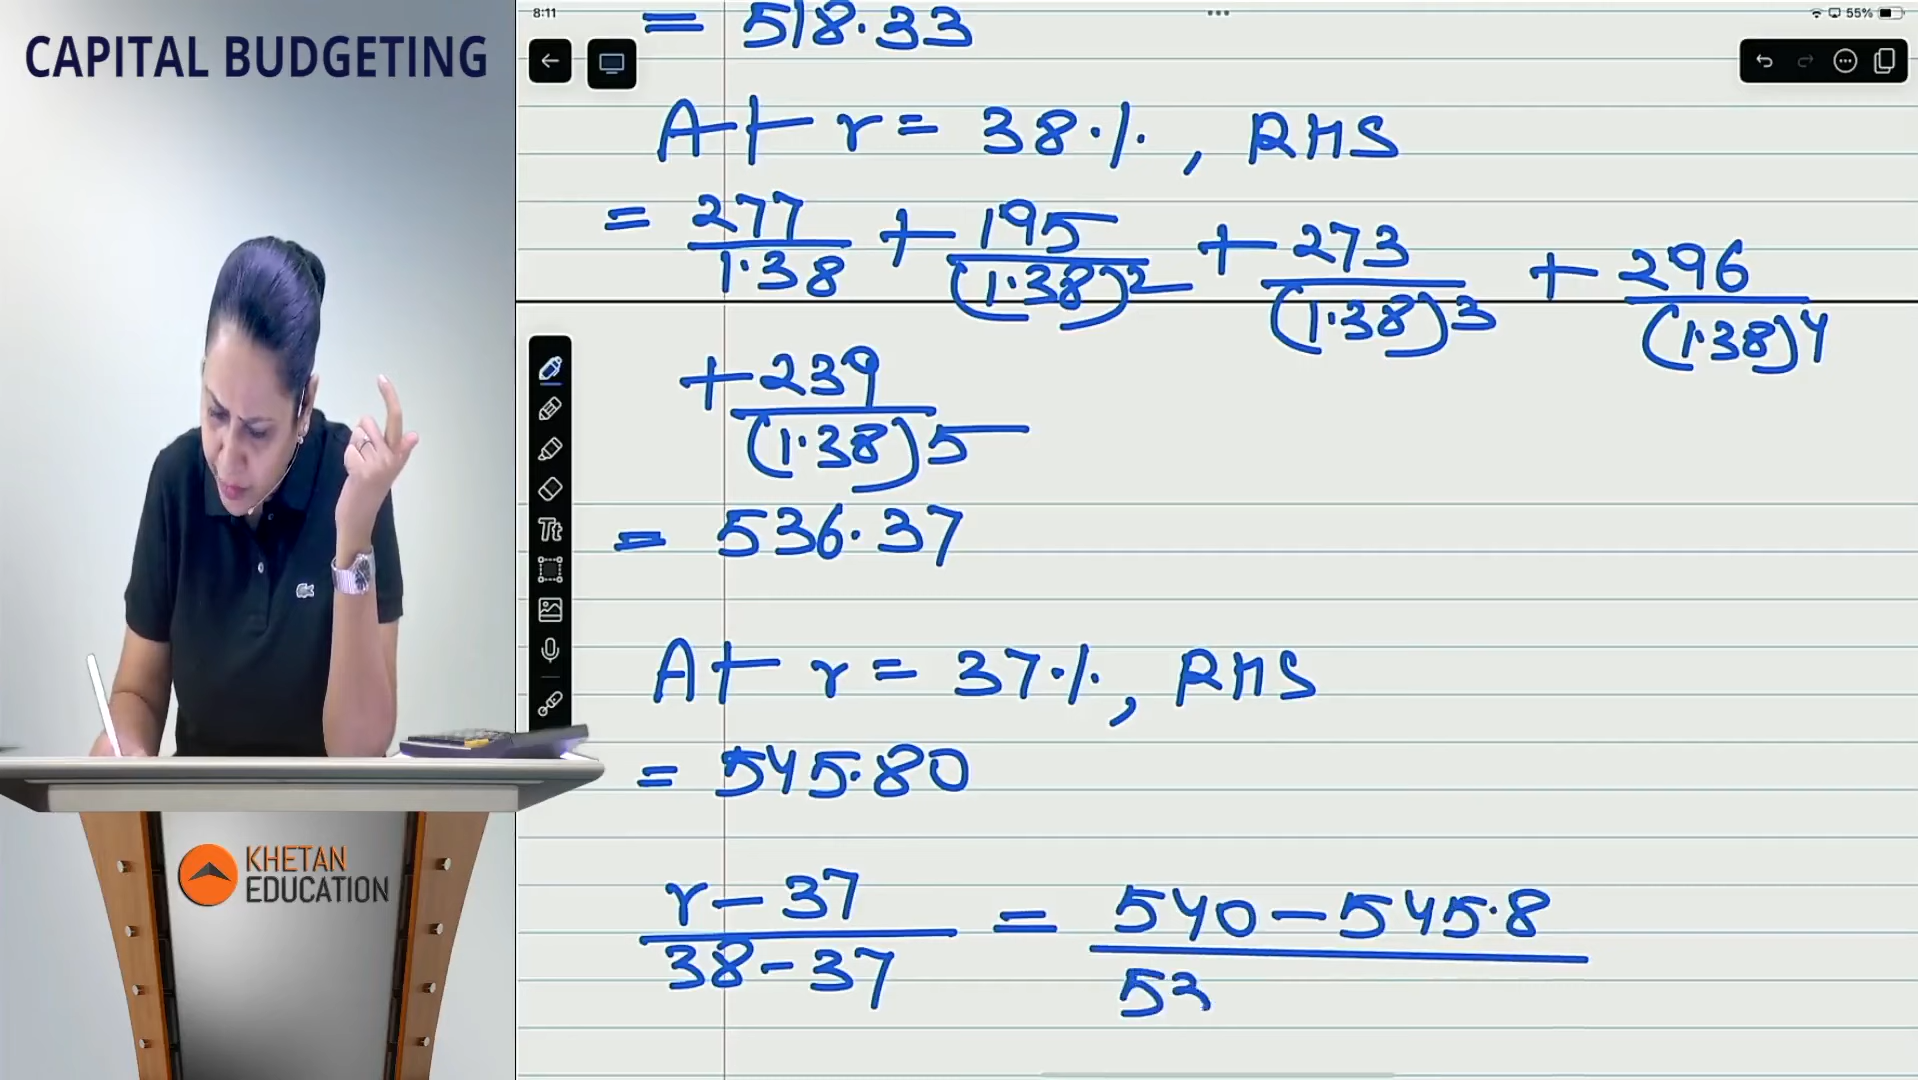 8:11
55%
CAPITAL BUDGETING
= 518.33
At r = 38%, RHS
= 277/1.38 + 195/(1.38)2 + 273/(1.38)3 + 296/(1.38)4
+ 239/(1.38)5
= 536.37
At r = 37%, RHS
= 545.80
r - 37 / 38 - 37 = 540 - 545.8 / 53
Tt
KHETAN
EDUCATION